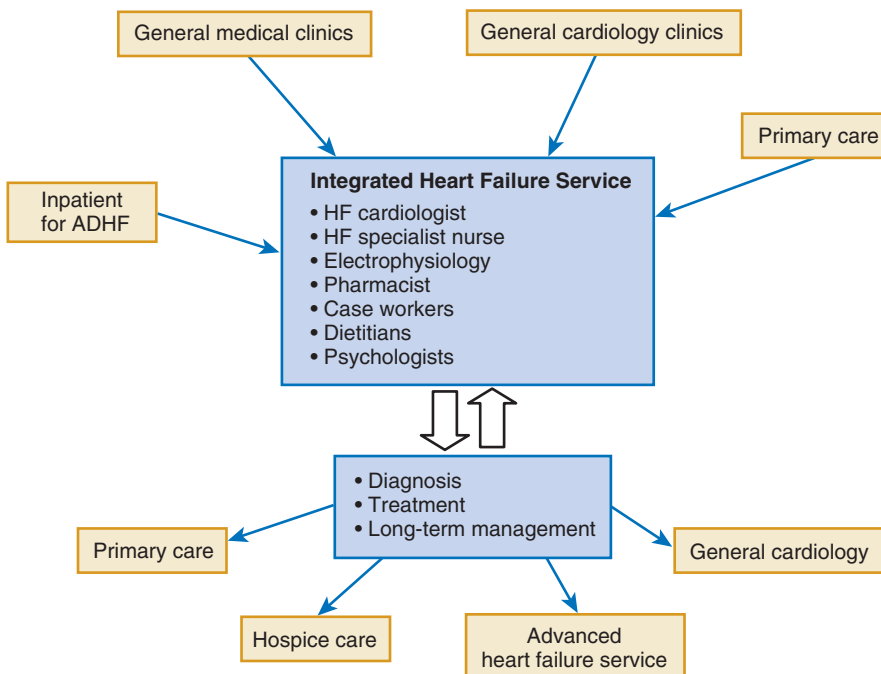 General medical clinics
General cardiology clinics
Primary care
Inpatient
for ADHF
Integrated Heart Failure Service
• HF cardiologist
• HF specialist nurse
• Electrophysiology
• Pharmacist
• Case workers
• Dietitians
• Psychologists
• Diagnosis
• Treatment
• Long-term management
Primary care
General cardiology
Hospice care
Advanced
heart failure service